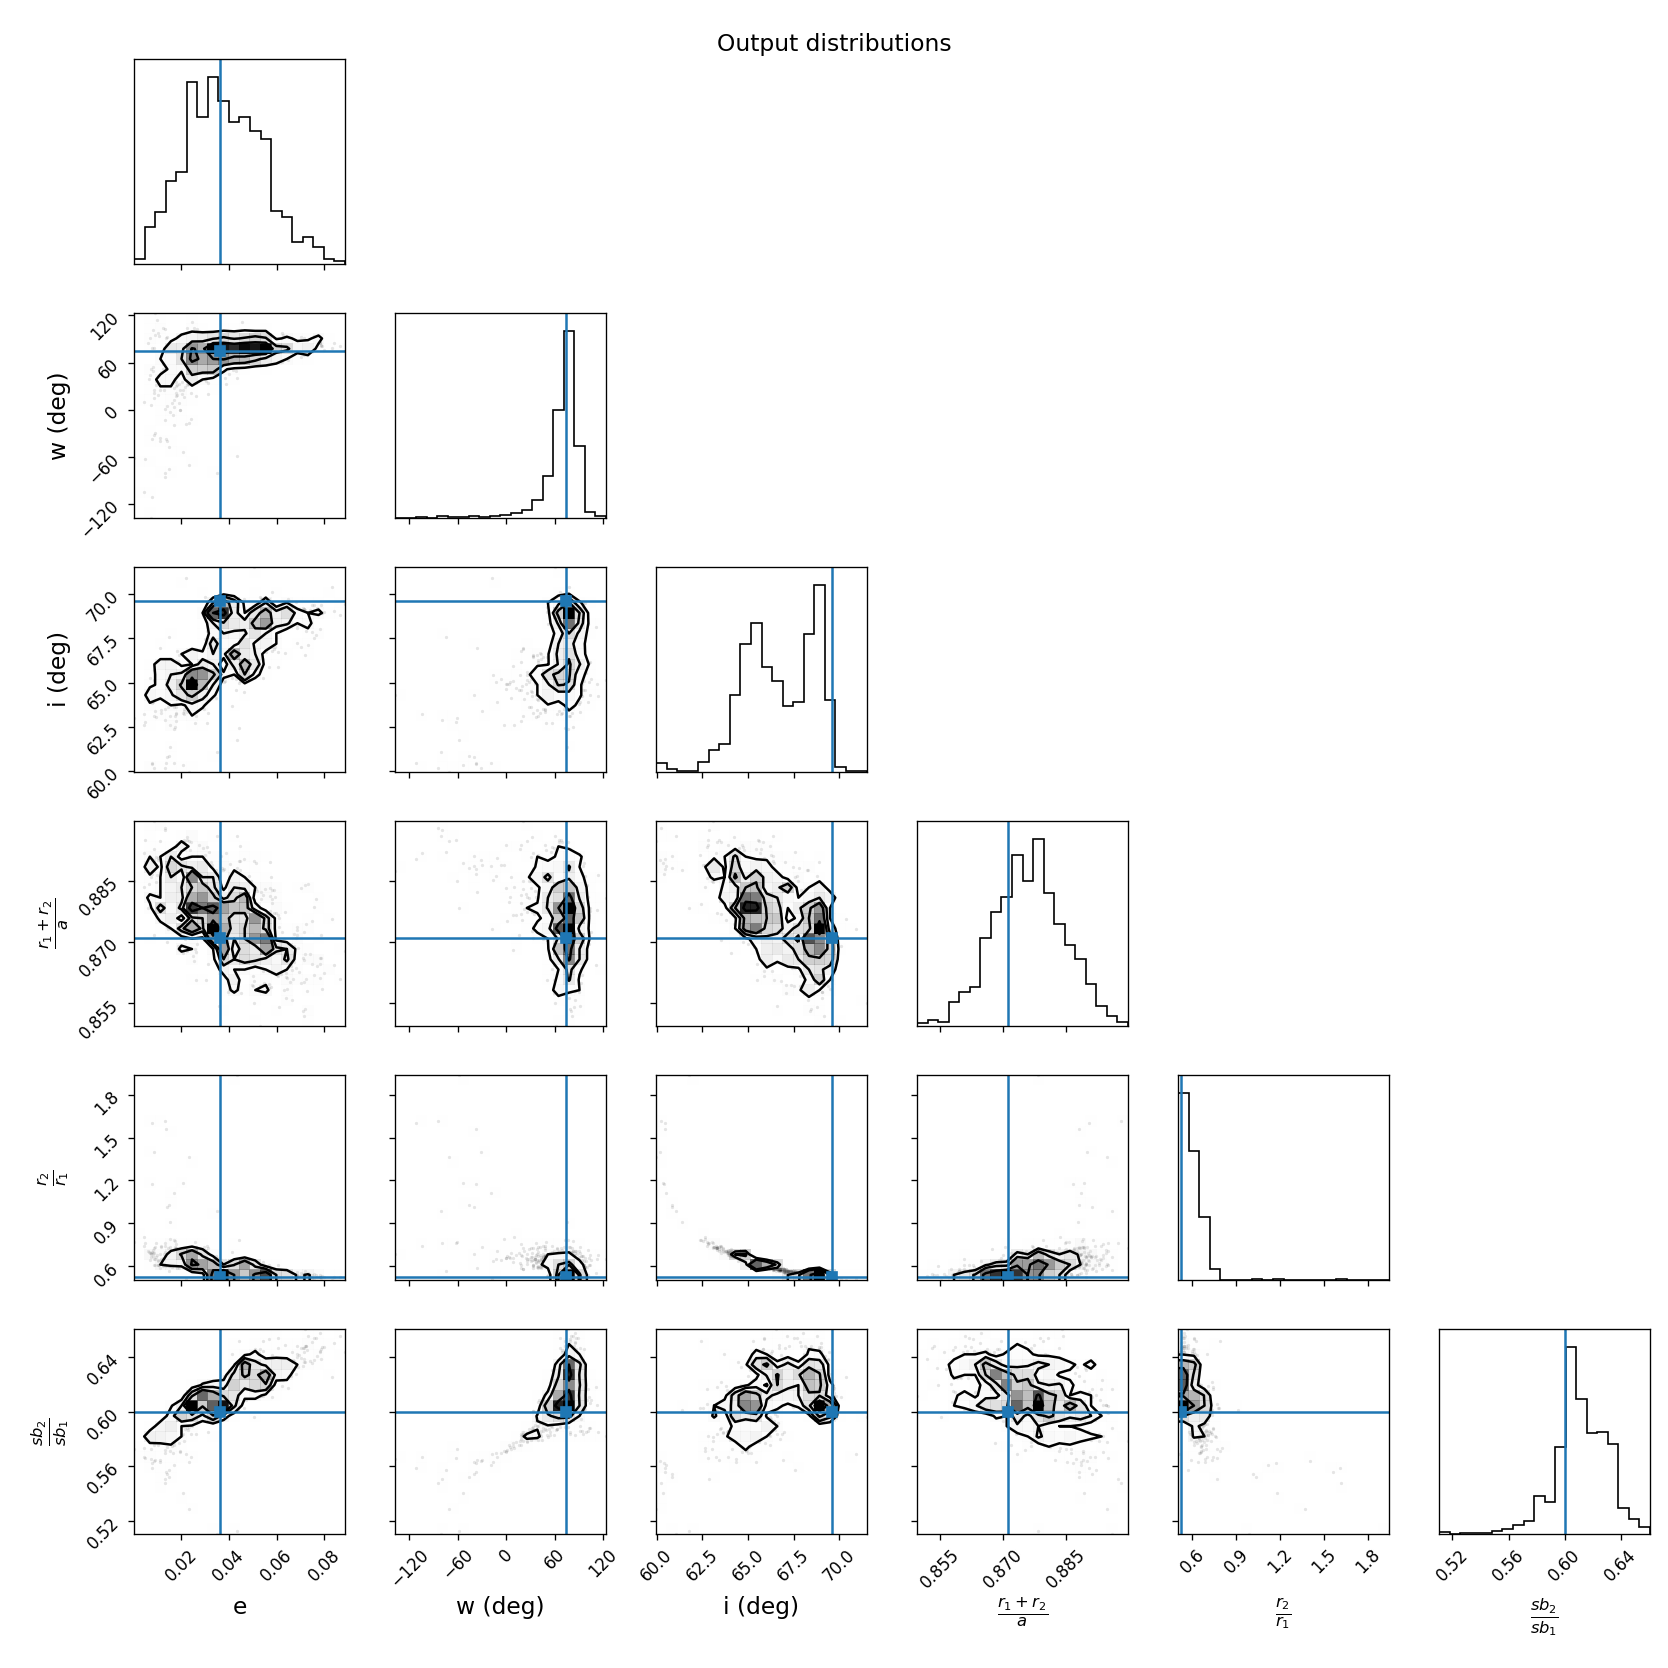 Output distributions
w (deg)
120
60
0
−60
−120
i (deg)
70.0
67.5
65.0
62.5
60.0
r₁ + r₂
a
0.885
0.870
0.855
r₂
r₁
1.8
1.5
1.2
0.9
0.6
sb₂
sb₁
0.64
0.60
0.56
0.52
0.02 0.04 0.06 0.08
−120 −60 0 60 120
60.0 62.5 65.0 67.5 70.0
0.855 0.870 0.885
0.6 0.9 1.2 1.5 1.8
0.52 0.56 0.60 0.64
e
w (deg)
i (deg)
r₁ + r₂
a
r₂
r₁
sb₂
sb₁